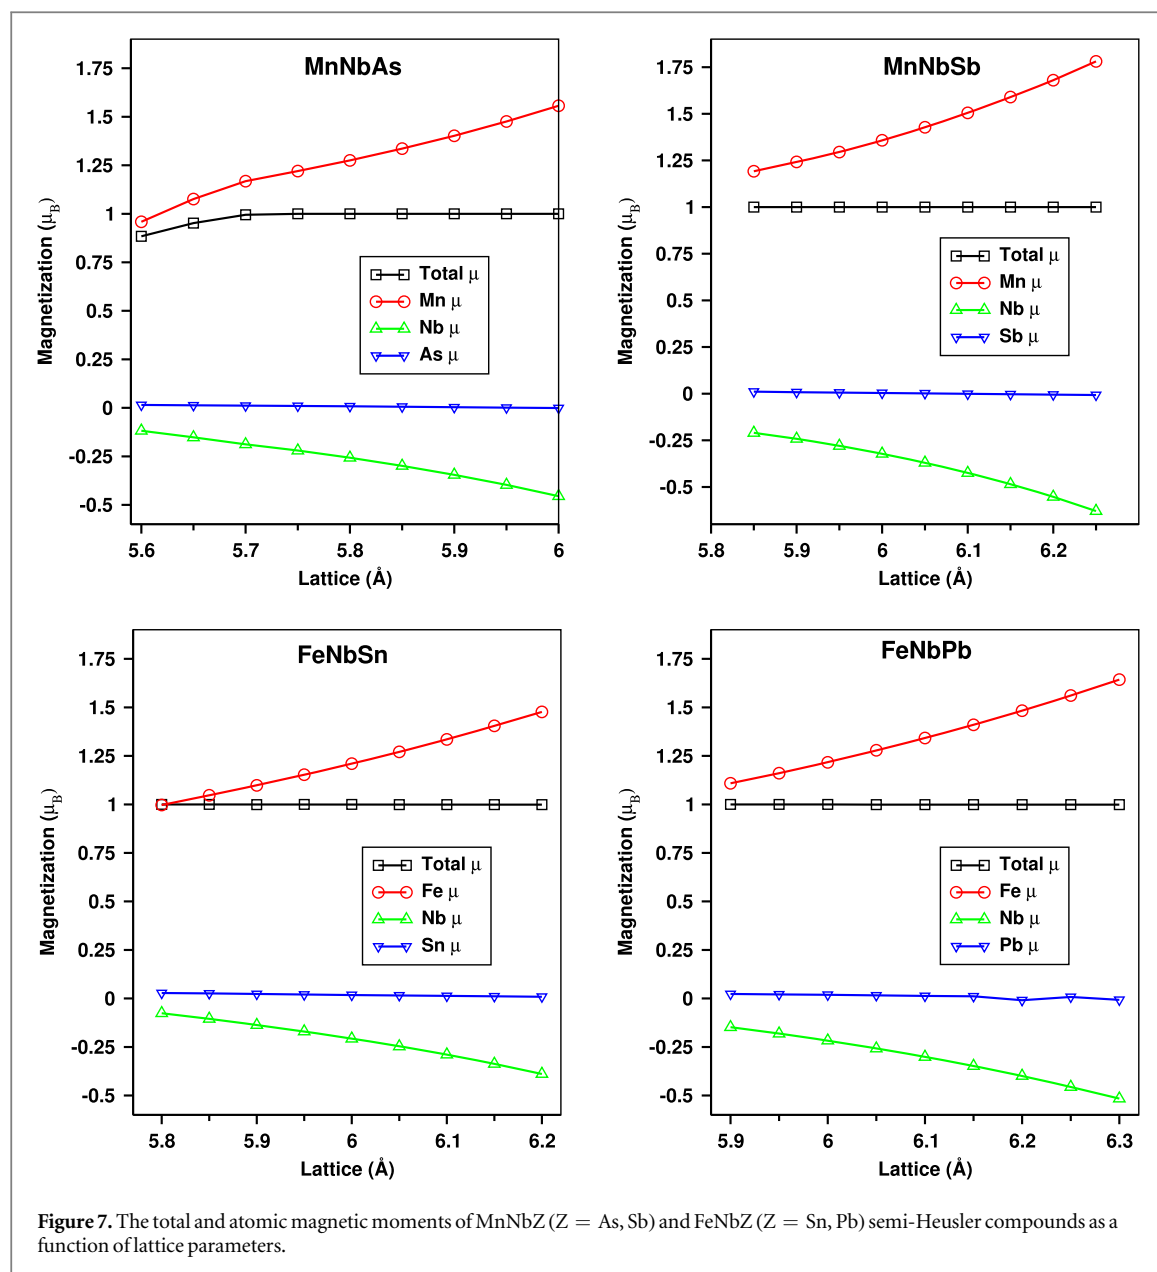 MnNbAs
1.75
1.5
1.25
1
0.75
0.5
0.25
0
-0.25
-0.5
Magnetization (μB)
Total μ
Mn μ
Nb μ
As μ
5.6 5.7 5.8 5.9 6
Lattice (Å)
MnNbSb
1.75
1.5
1.25
1
0.75
0.5
0.25
0
-0.25
-0.5
Magnetization (μB)
Total μ
Mn μ
Nb μ
Sb μ
5.8 5.9 6 6.1 6.2
Lattice (Å)
FeNbSn
1.75
1.5
1.25
1
0.75
0.5
0.25
0
-0.25
-0.5
Magnetization (μB)
Total μ
Fe μ
Nb μ
Sn μ
5.8 5.9 6 6.1 6.2
Lattice (Å)
FeNbPb
1.75
1.5
1.25
1
0.75
0.5
0.25
0
-0.25
-0.5
Magnetization (μB)
Total μ
Fe μ
Nb μ
Pb μ
5.9 6 6.1 6.2 6.3
Lattice (Å)
Figure 7. The total and atomic magnetic moments of MnNbZ (Z = As, Sb) and FeNbZ (Z = Sn, Pb) semi-Heusler compounds as a
function of lattice parameters.